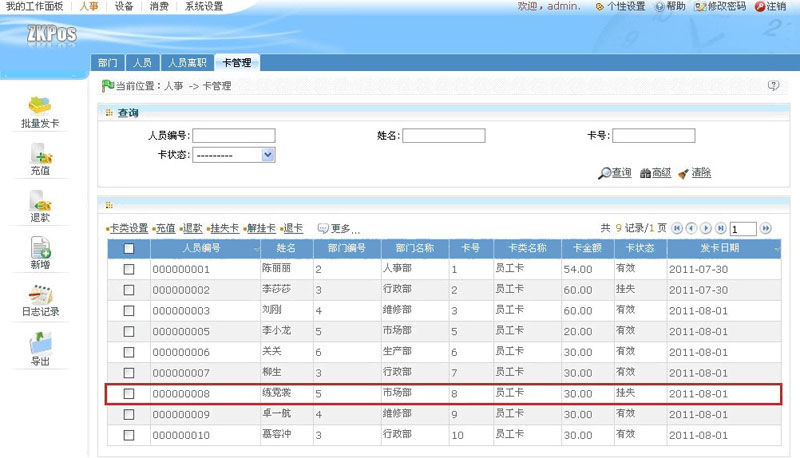 我的工作面板 人事 设备 消费 系统设置 欢迎, admin. 个性设置 帮助 修改密码 注销
ZKPos
部门 人员 人员离职 卡管理
当前位置：人事 -> 卡管理
查询
人员编号: 姓名: 卡号:
卡状态: ---------
查询 高级 清除
批量发卡
充值
退款
新增
日志记录
导出
卡类设置 充值 退款 挂失卡 解挂卡 退卡 更多... 共 9 记录/1 页 1
人员编号 姓名 部门编号 部门名称 卡号 卡类名称 卡金额 卡状态 发卡日期
000000001 陈丽丽 2 人事部 1 员工卡 54.00 有效 2011-07-30
000000002 李莎莎 3 行政部 2 员工卡 60.00 挂失 2011-07-30
000000003 刘刚 4 维修部 3 员工卡 60.00 有效 2011-08-01
000000005 李小龙 5 市场部 5 员工卡 20.00 有效 2011-08-01
000000006 关关 6 生产部 6 员工卡 30.00 有效 2011-08-01
000000007 柳生 3 行政部 7 员工卡 30.00 有效 2011-08-01
000000008 练霓裳 5 市场部 8 员工卡 30.00 挂失 2011-08-01
000000009 卓一航 4 维修部 9 员工卡 30.00 有效 2011-08-01
000000010 慕容冲 3 行政部 10 员工卡 30.00 有效 2011-08-01